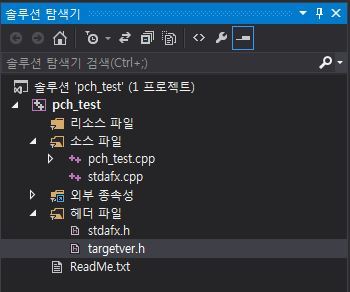 솔루션 탐색기
솔루션 탐색기 검색(Ctrl+;)
솔루션 'pch_test' (1 프로젝트)
pch_test
리소스 파일
소스 파일
pch_test.cpp
stdafx.cpp
외부 종속성
헤더 파일
stdafx.h
targetver.h
ReadMe.txt